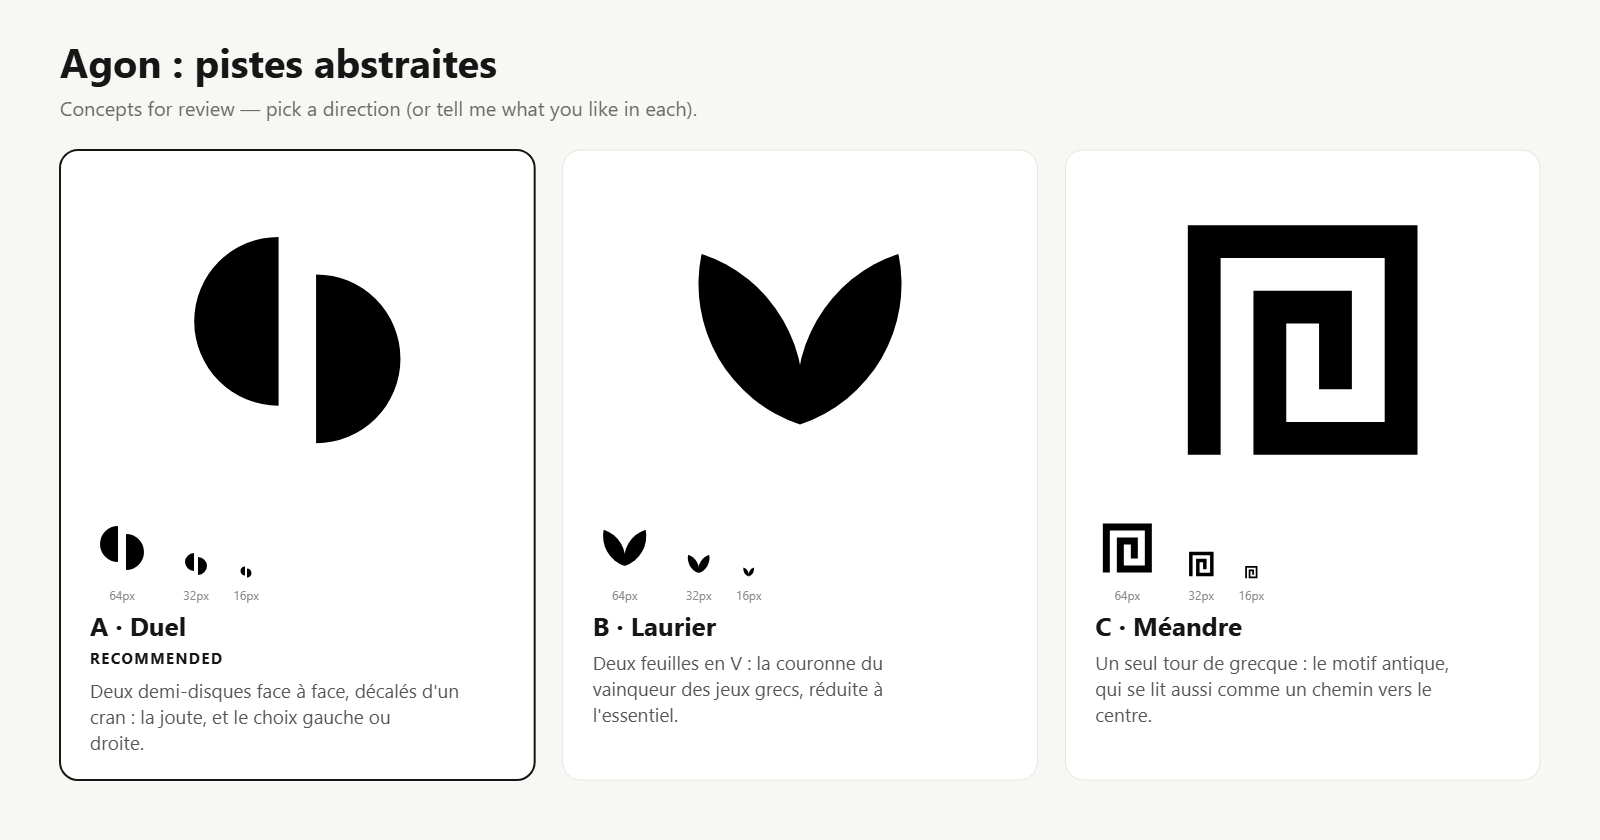 Agon : pistes abstraites
Concepts for review — pick a direction (or tell me what you like in each).
64px 32px 16px
A · Duel
RECOMMENDED
Deux demi-disques face à face, décalés d'un
cran : la joute, et le choix gauche ou
droite.
64px 32px 16px
B · Laurier
Deux feuilles en V : la couronne du
vainqueur des jeux grecs, réduite à
l'essentiel.
64px 32px 16px
C · Méandre
Un seul tour de grecque : le motif antique,
qui se lit aussi comme un chemin vers le
centre.